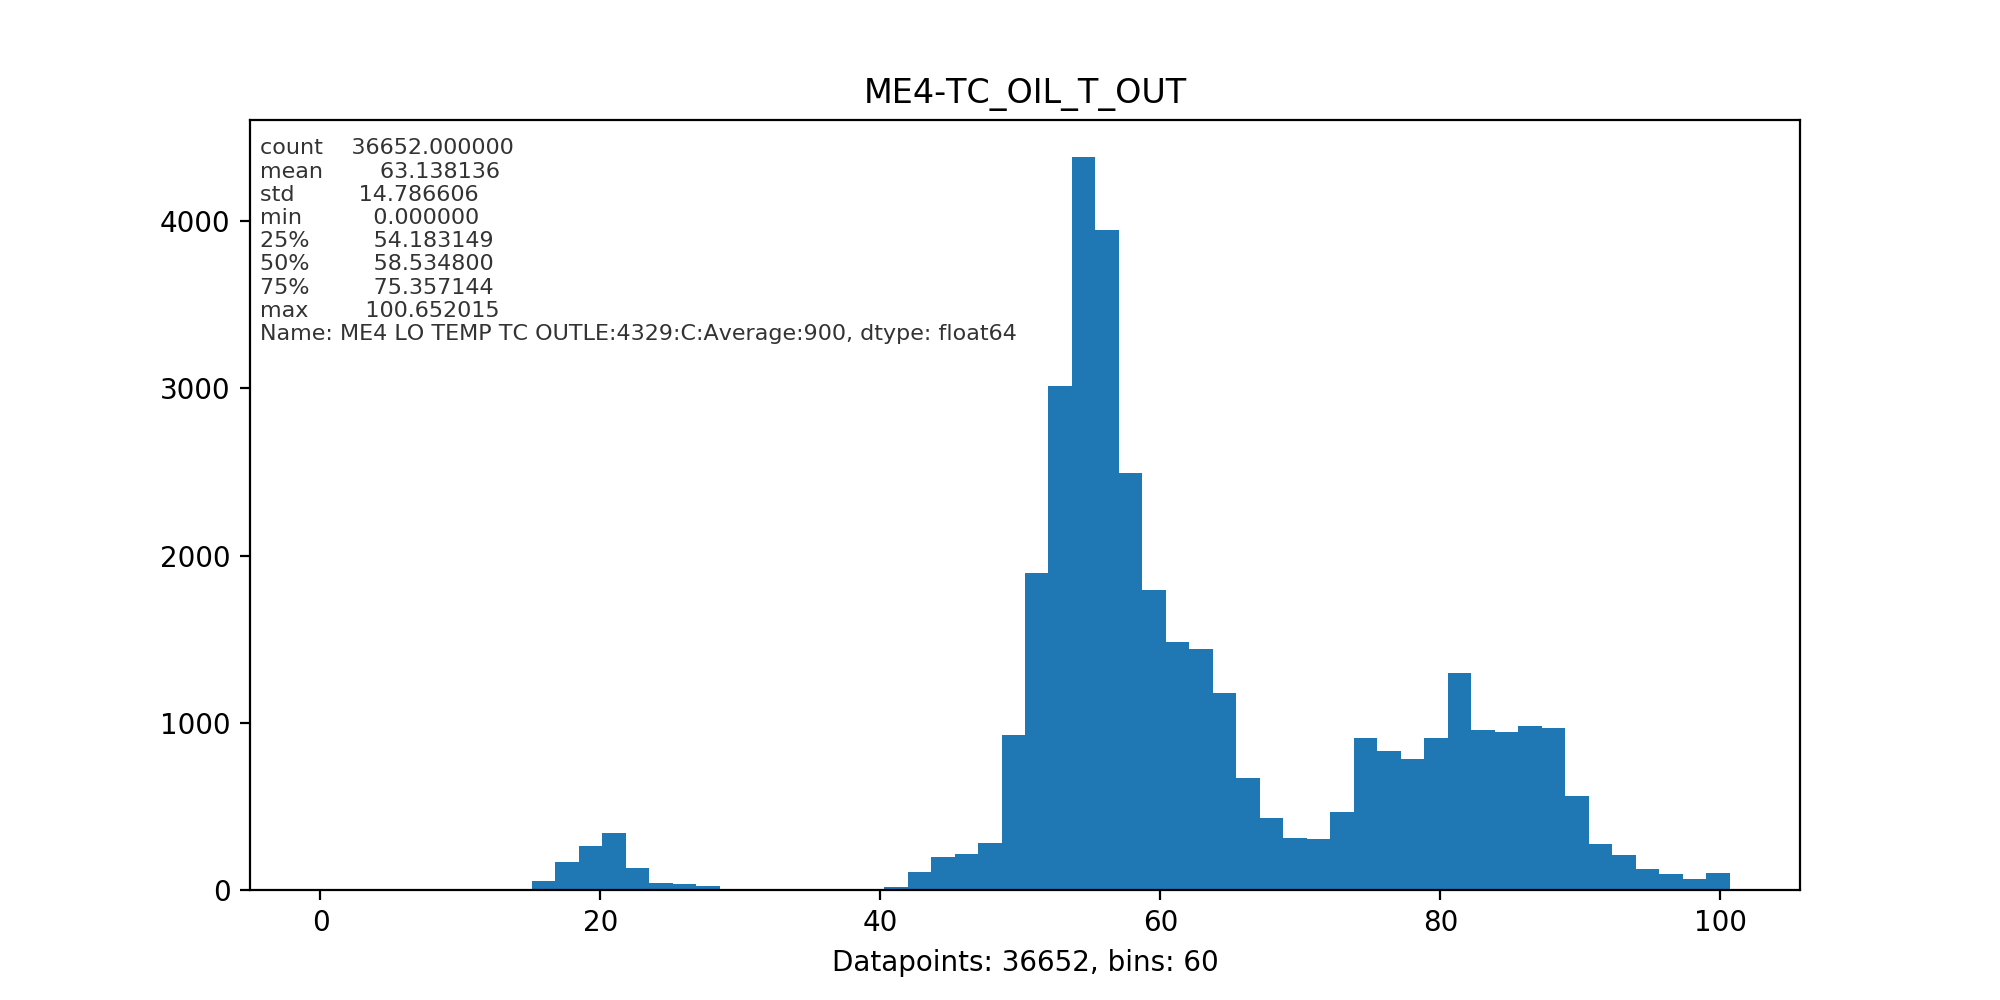 ME4-TC_OIL_T_OUT
count 36652.000000
mean 63.138136
std 14.786606
min 0.000000
25% 54.183149
50% 58.534800
75% 75.357144
max 100.652015
Name: ME4 LO TEMP TC OUTLE:4329:C:Average:900, dtype: float64
4000
3000
2000
1000
0
0 20 40 60 80 100
Datapoints: 36652, bins: 60